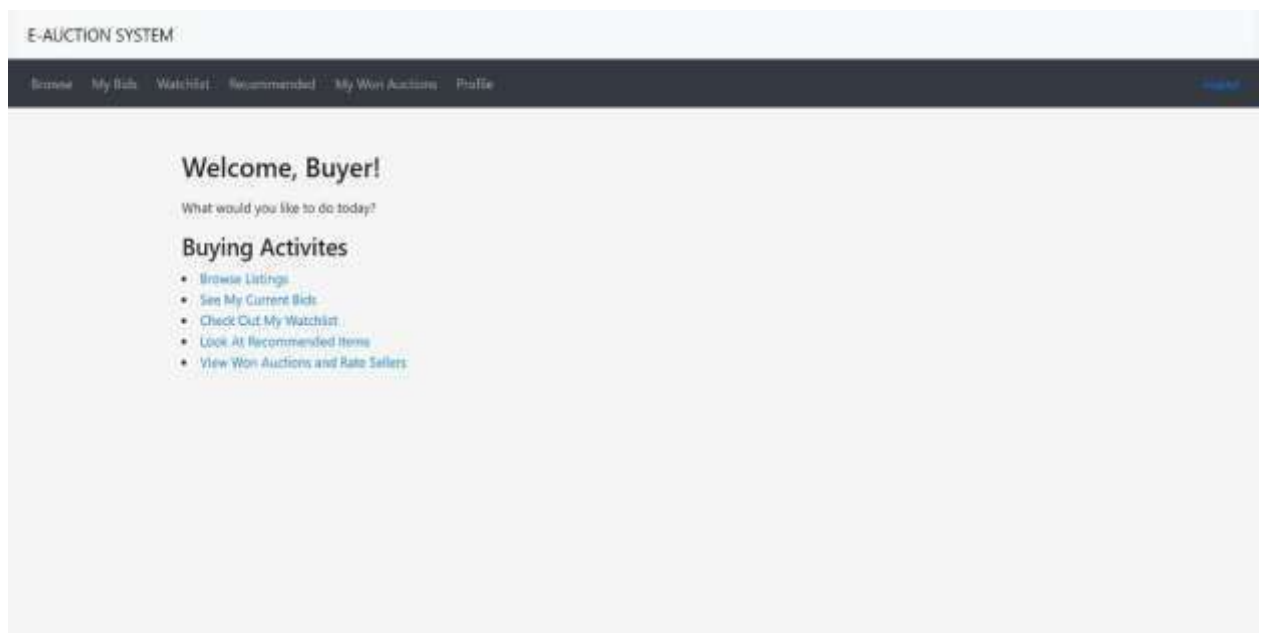 E-AUCTION SYSTEM
Browse My Bids Watchlist Recommended My Won Auctions Profile
Welcome, Buyer!
What would you like to do today?
Buying Activites
• Browse Listings
• See My Current Bids
• Check Out My Watchlist
• Look At Recommended Items
• View Won Auctions and Rate Sellers